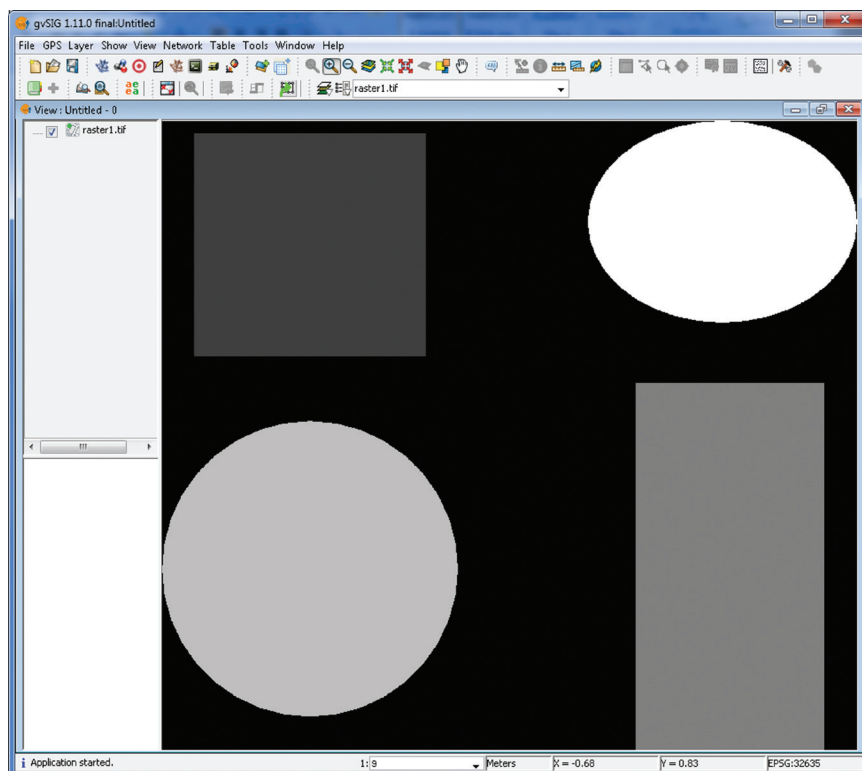 gvSIG 1.11.0 final:Untitled
File GPS Layer Show View Network Table Tools Window Help
raster1.tif
View : Untitled - 0
raster1.tif
Application started.
1: 9
Meters
X = -0.68
Y = 0.83
EPSG:32635